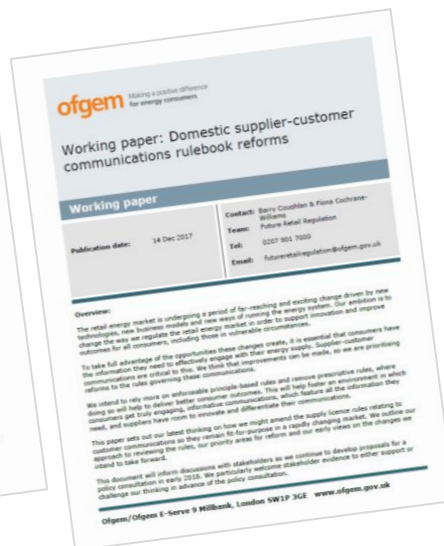 ofgem Making a positive difference
for energy consumers
Working paper: Domestic supplier-customer
communications rulebook reforms
Working paper
Publication date: 14 Dec 2017
Contact: Barry Coughlan & Fiona Cochrane-
Williams
Team: Future Retail Regulation
Tel: 0207 901 7000
Email: futureretailregulation@ofgem.gov.uk
Overview:
The retail energy market is undergoing a period of far-reaching and exciting change driven by new
technologies, new business models and new ways of running the energy system. Our ambition is to
change the way we regulate the retail energy market in order to support innovation and improve
outcomes for all consumers, including those in vulnerable circumstances.
To take full advantage of the opportunities these changes create, it is essential that consumers have
the information they need to effectively engage with their energy supply. Supplier-customer
communications are critical to this. We think that improvements can be made, so we are prioritising
reforms to the rules governing these communications.
We intend to rely more on enforceable principle-based rules and remove prescriptive rules, where
doing so will help to deliver better consumer outcomes. This will help foster an environment in which
consumers get truly engaging, informative communications, which feature all the information they
need, and suppliers have room to innovate and differentiate their communications.
This paper sets out our latest thinking on how we might amend the supply licence rules relating to
customer communications so they remain fit-for-purpose in a rapidly changing market. We outline our
approach to reviewing the rules, our priority areas for reform and our early views on the changes we
intend to take forward.
This document will inform discussions with stakeholders as we continue to develop proposals for a
policy consultation in early 2018. We particularly welcome stakeholder evidence to either support or
challenge our thinking in advance of the policy consultation.
Ofgem/Ofgem E-Serve 9 Millbank, London SW1P 3GE www.ofgem.gov.uk